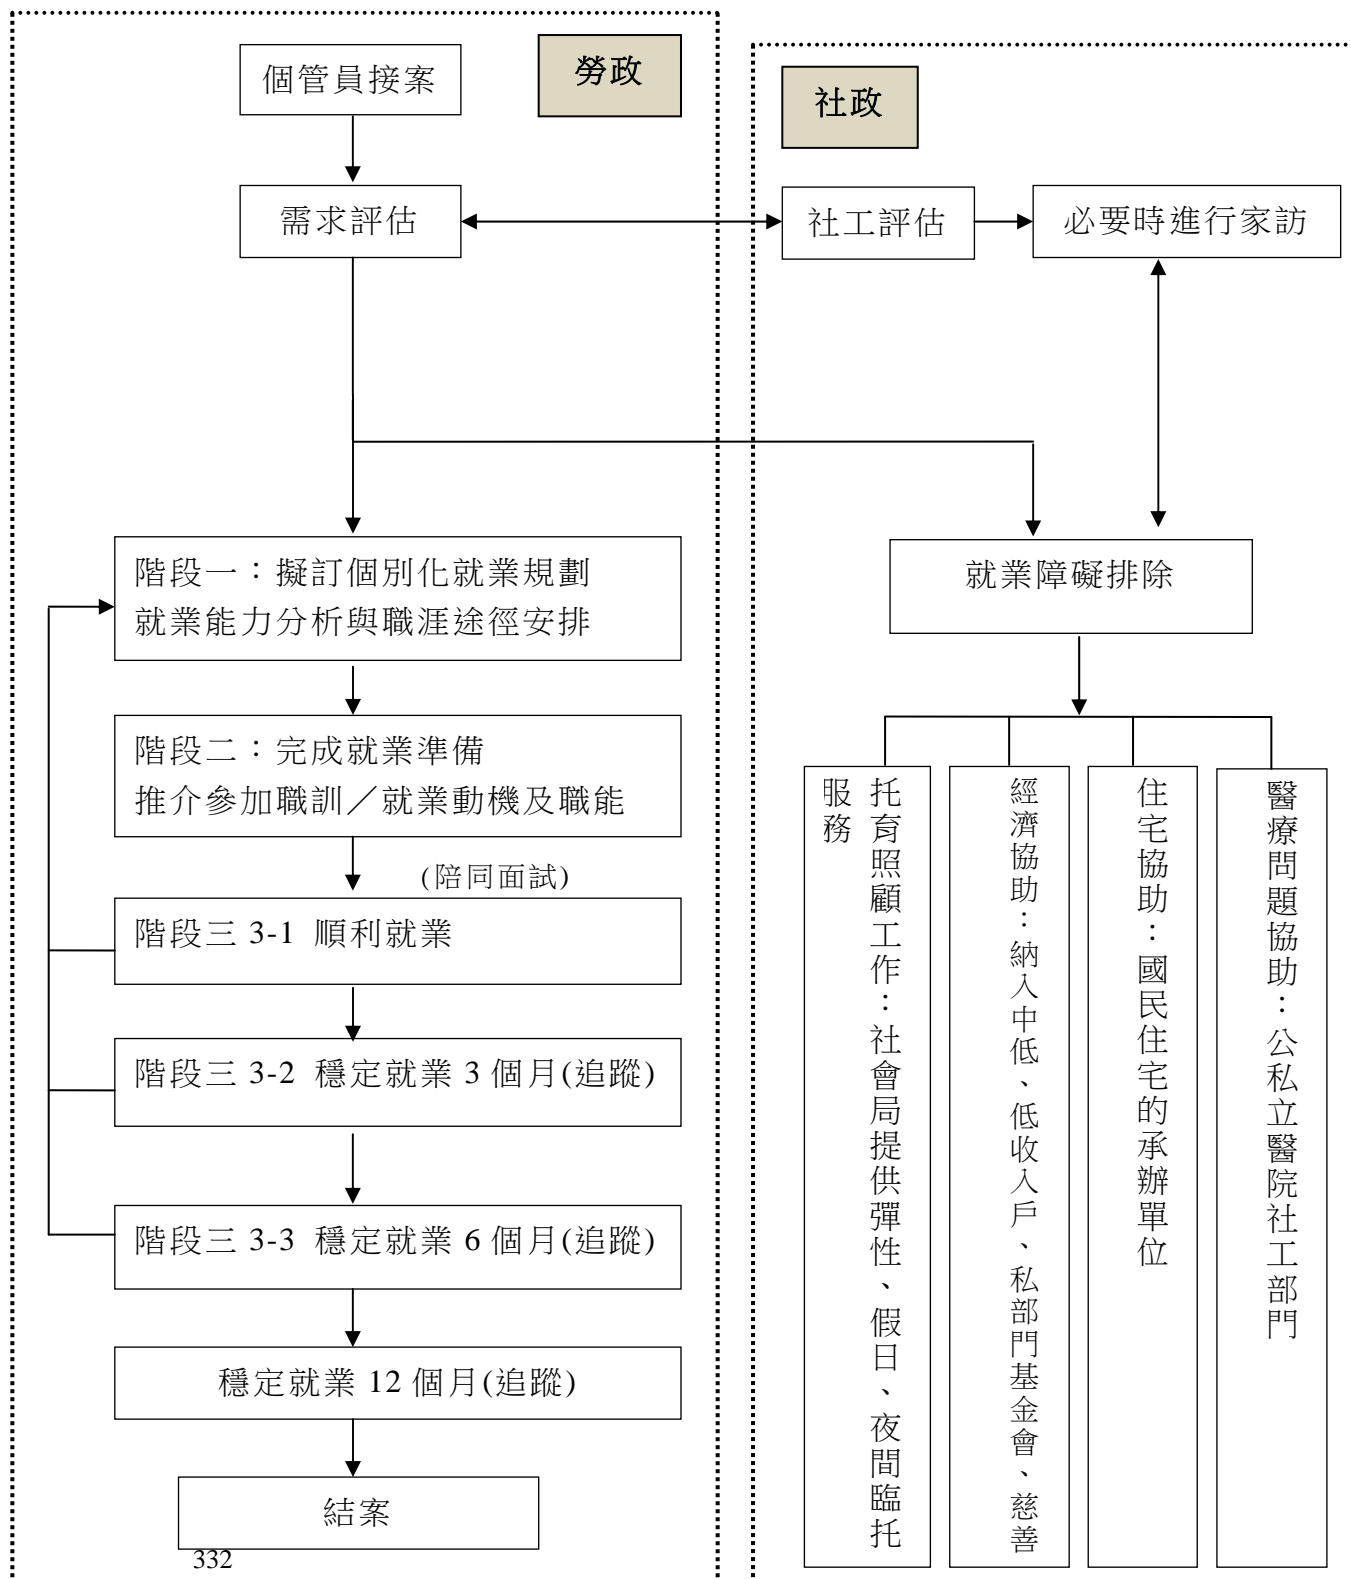 個管員接案
勞政
社政
需求評估
社工評估
必要時進行家訪
階段一：擬訂個別化就業規劃
就業能力分析與職涯途徑安排
就業障礙排除
階段二：完成就業準備
推介參加職訓／就業動機及職能
(陪同面試)
階段三 3-1 順利就業
階段三 3-2 穩定就業 3 個月(追蹤)
階段三 3-3 穩定就業 6 個月(追蹤)
穩定就業 12 個月(追蹤)
結案
托育照顧工作：社會局提供彈性、假日、夜間臨托
服務
經濟協助：納入中低、低收入戶、私部門基金會、慈善
住宅協助：國民住宅的承辦單位
醫療問題協助：公私立醫院社工部門
332